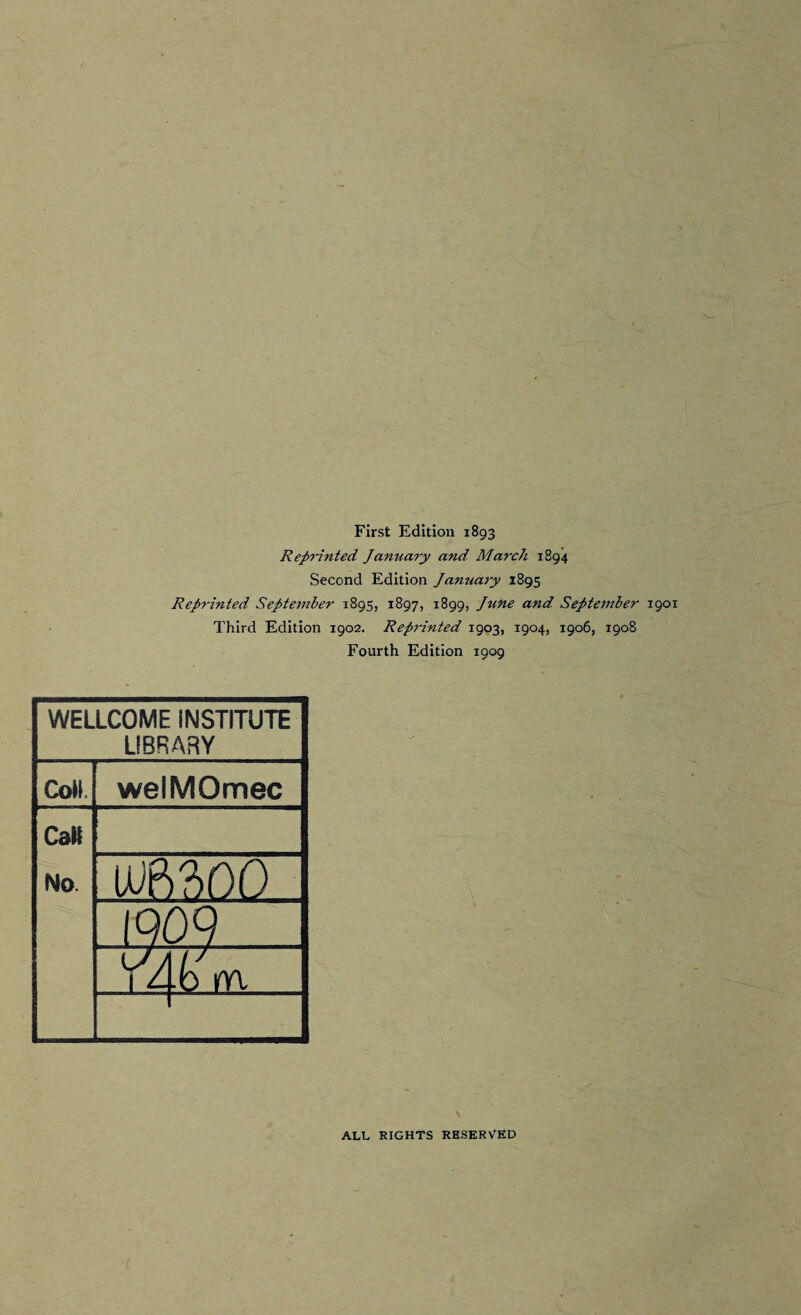 First Edition 1893
Reprinted January and March 1894
Second Edition January 1895
Reprinted September 1895, 1897, 1899, June and September 1901
Third Edition 1902. Reprinted 1903, 1904, 1906, 1908
Fourth Edition 1909
WELLCOME INSTITUTE
LIBRARY
Coll. welMOmec
Call
No. WB300
1909
Y46m
ALL RIGHTS RESERVED